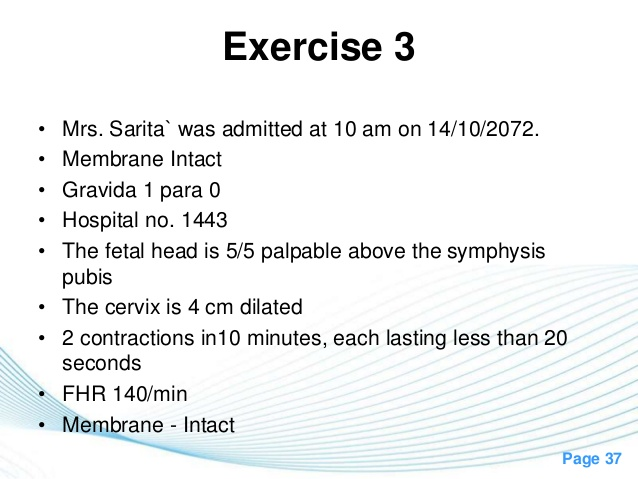 Exercise 3
• Mrs. Sarita` was admitted at 10 am on 14/10/2072.
• Membrane Intact
• Gravida 1 para 0
• Hospital no. 1443
• The fetal head is 5/5 palpable above the symphysis
pubis
• The cervix is 4 cm dilated
• 2 contractions in10 minutes, each lasting less than 20
seconds
• FHR 140/min
• Membrane - Intact
Page 37